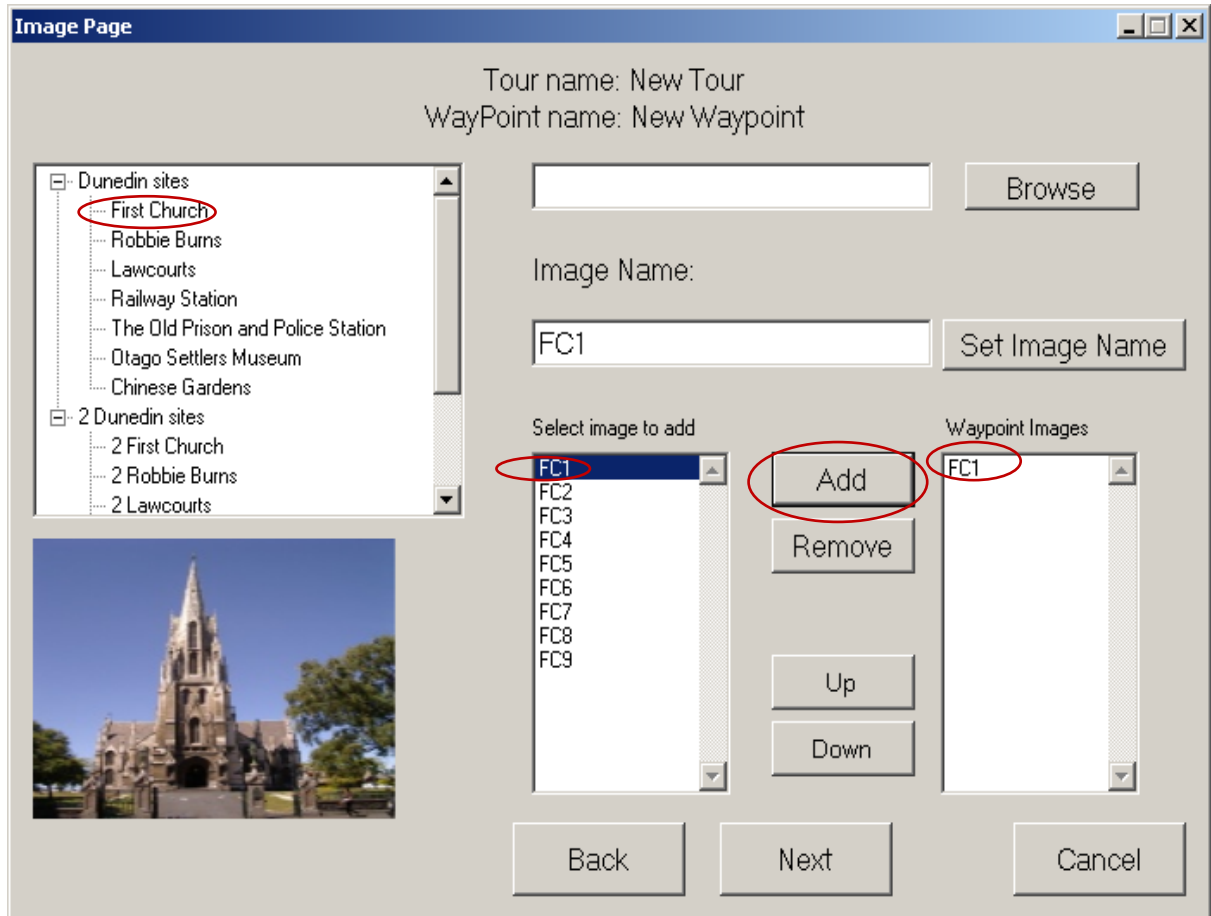 Image Page
Tour name: New Tour
WayPoint name: New Waypoint
Dunedin sites
First Church
Robbie Burns
Lawcourts
Railway Station
The Old Prison and Police Station
Otago Settlers Museum
Chinese Gardens
2 Dunedin sites
2 First Church
2 Robbie Burns
2 Lawcourts
Browse
Image Name:
FC1
Set Image Name
Select image to add
FC1
FC2
FC3
FC4
FC5
FC6
FC7
FC8
FC9
Add
Remove
Up
Down
Waypoint Images
FC1
Back
Next
Cancel